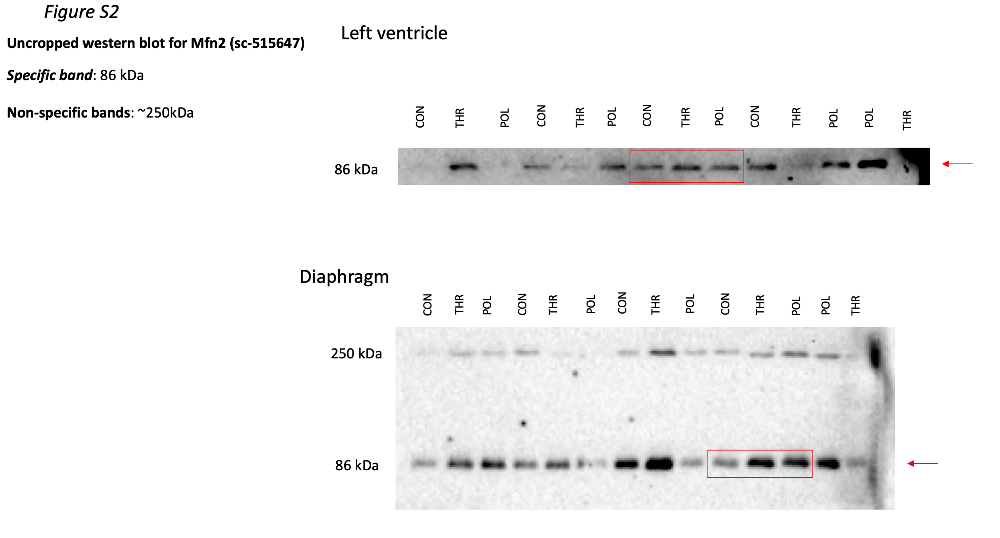 Figure S2
Uncropped western blot for Mfn2 (sc-515647)
Specific band: 86 kDa
Non-specific bands: ~250kDa
Left ventricle
CON THR POL CON THR POL CON THR POL CON THR POL POL THR
86 kDa
Diaphragm
CON THR POL CON THR POL CON THR POL CON THR POL POL THR
250 kDa
86 kDa